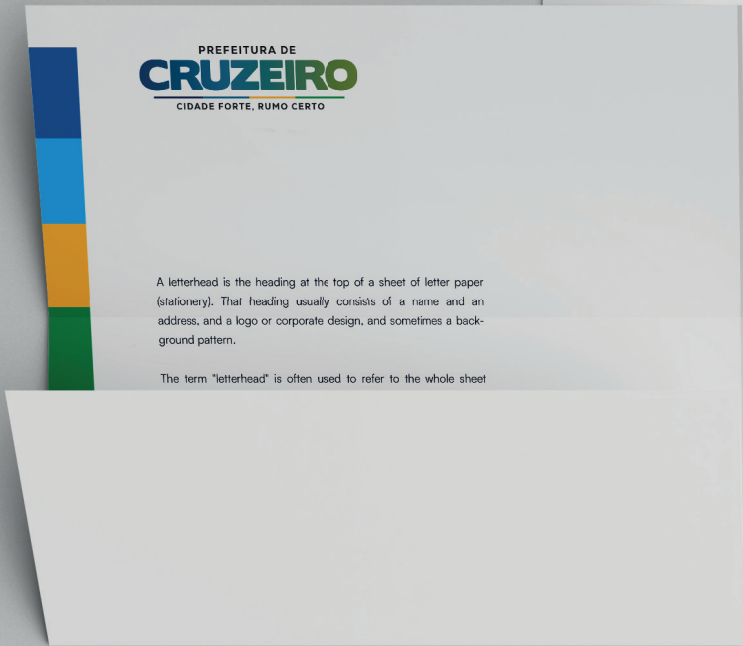 PREFEITURA DE
CRUZEIRO
CIDADE FORTE, RUMO CERTO
A letterhead is the heading at the top of a sheet of letter paper
(stationery). That heading usually consists of a name and an
address, and a logo or corporate design, and sometimes a back-
ground pattern.
The term "letterhead" is often used to refer to the whole sheet